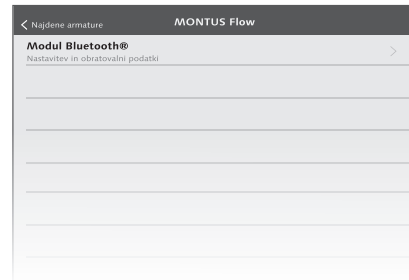 Najdene armature
MONTUS Flow
Modul Bluetooth®
Nastavitev in obratovalni podatki